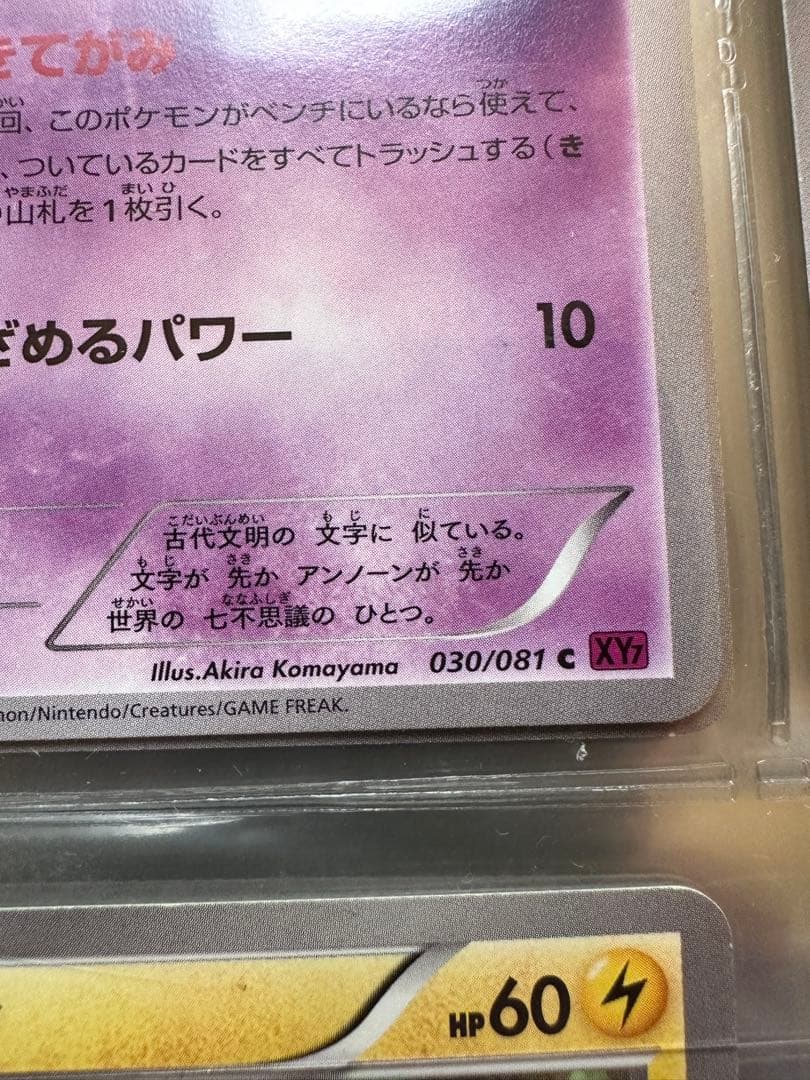 きてがみ
回、このポケモンがベンチにいるなら使えて、
、ついているカードをすべてトラッシュする(き
山札を1枚引く。
ざめるパワー 10
古代文明の 文字に 似ている。
文字が 先か アンノーンが 先か
世界の 七不思議の ひとつ。
Illus.Akira Komayama 030/081 C XY7
mon/Nintendo/Creatures/GAME FREAK.
HP60